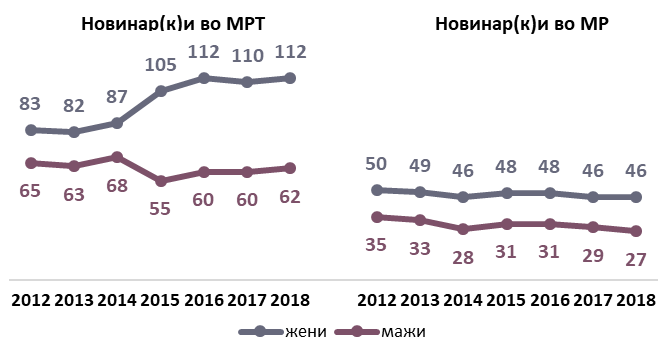 Новинар(к)и во МРТ
112 110 112
105
83 82 87
65 63 68 55 60 60 62
2012 2013 2014 2015 2016 2017 2018
Новинар(к)и во МР
50 49 46 48 48 46 46
35 33 28 31 31 29 27
2012 2013 2014 2015 2016 2017 2018
жени мажи